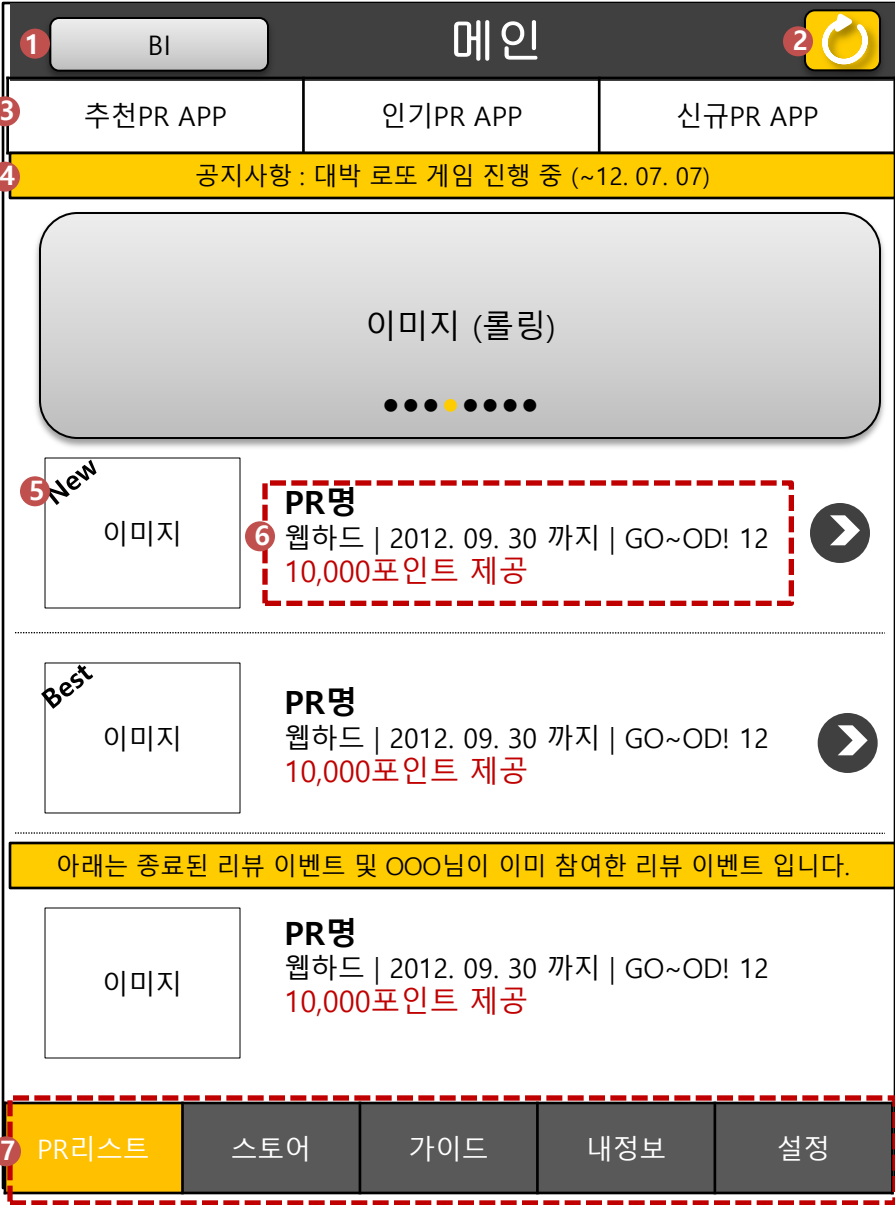 1 BI 메인 2
3 추천PR APP 인기PR APP 신규PR APP
4 공지사항 : 대박 로또 게임 진행 중 (~12. 07. 07)
이미지 (롤링)
5 New
이미지
PR명
6 웹하드 | 2012. 09. 30 까지 | GO~OD! 12
10,000포인트 제공
Best
이미지
PR명
웹하드 | 2012. 09. 30 까지 | GO~OD! 12
10,000포인트 제공
아래는 종료된 리뷰 이벤트 및 OOO님이 이미 참여한 리뷰 이벤트 입니다.
이미지
PR명
웹하드 | 2012. 09. 30 까지 | GO~OD! 12
10,000포인트 제공
7 PR리스트 스토어 가이드 내정보 설정